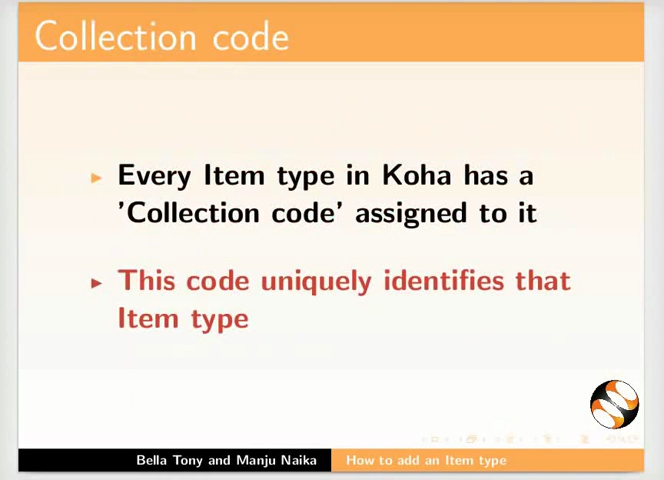 Collection code
Every Item type in Koha has a
'Collection code' assigned to it
This code uniquely identifies that
Item type
Bella Tony and Manju Naika
How to add an Item type